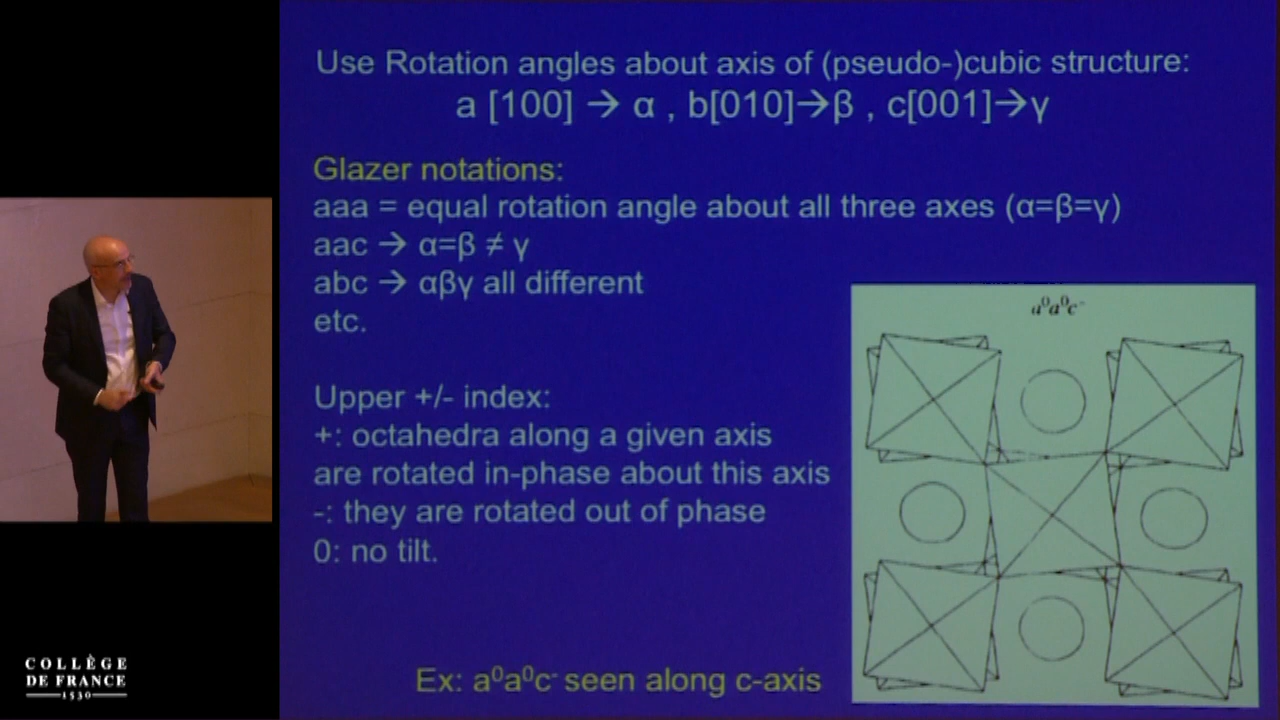 Use Rotation angles about axis of (pseudo-)cubic structure:
a [100] → α , b[010]→β , c[001]→γ
Glazer notations:
aaa = equal rotation angle about all three axes (α=β=γ)
aac → α=β ≠ γ
abc → αβγ all different
etc.
Upper +/- index:
+: octahedra along a given axis
are rotated in-phase about this axis
-: they are rotated out of phase
0: no tilt.
Ex: a⁰a⁰c⁻ seen along c-axis
a⁰a⁰c⁻
COLLÈGE
DE FRANCE
1530